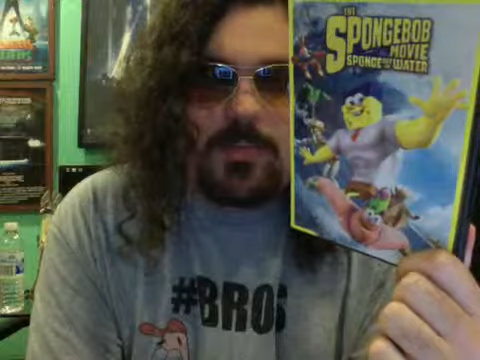 THE
SPONGEBOB
MOVIE
SPONGE OUT OF WATER
#BROS